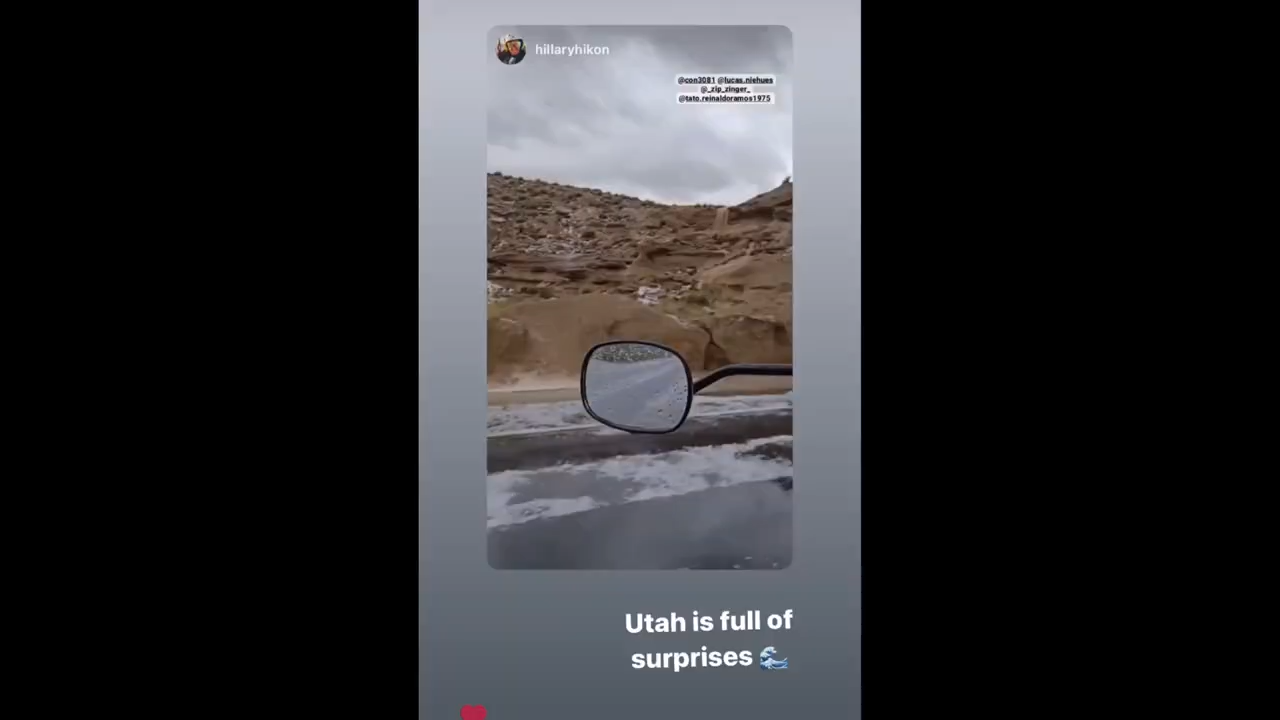 hillaryhikon
@con3081 @lucas.niehues
@_zip_zinger_
@tato.reinaldoramos1975
Utah is full of
surprises 🌊